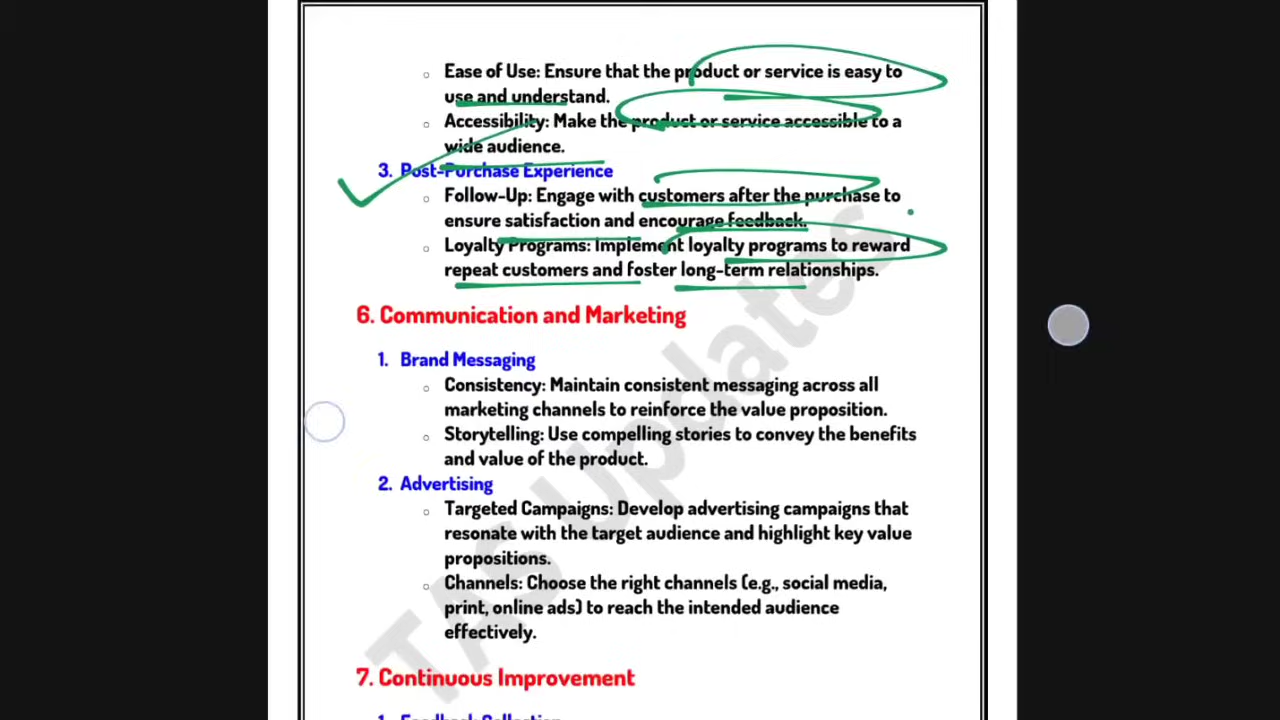 Ease of Use: Ensure that the product or service is easy to
use and understand.
Accessibility: Make the product or service accessible to a
wide audience.
3. Post-Purchase Experience
Follow-Up: Engage with customers after the purchase to
ensure satisfaction and encourage feedback.
Loyalty Programs: Implement loyalty programs to reward
repeat customers and foster long-term relationships.
6. Communication and Marketing
1. Brand Messaging
Consistency: Maintain consistent messaging across all
marketing channels to reinforce the value proposition.
Storytelling: Use compelling stories to convey the benefits
and value of the product.
2. Advertising
Targeted Campaigns: Develop advertising campaigns that
resonate with the target audience and highlight key value
propositions.
Channels: Choose the right channels (e.g., social media,
print, online ads) to reach the intended audience
effectively.
7. Continuous Improvement
1. Feedback Collection
TAS Updates